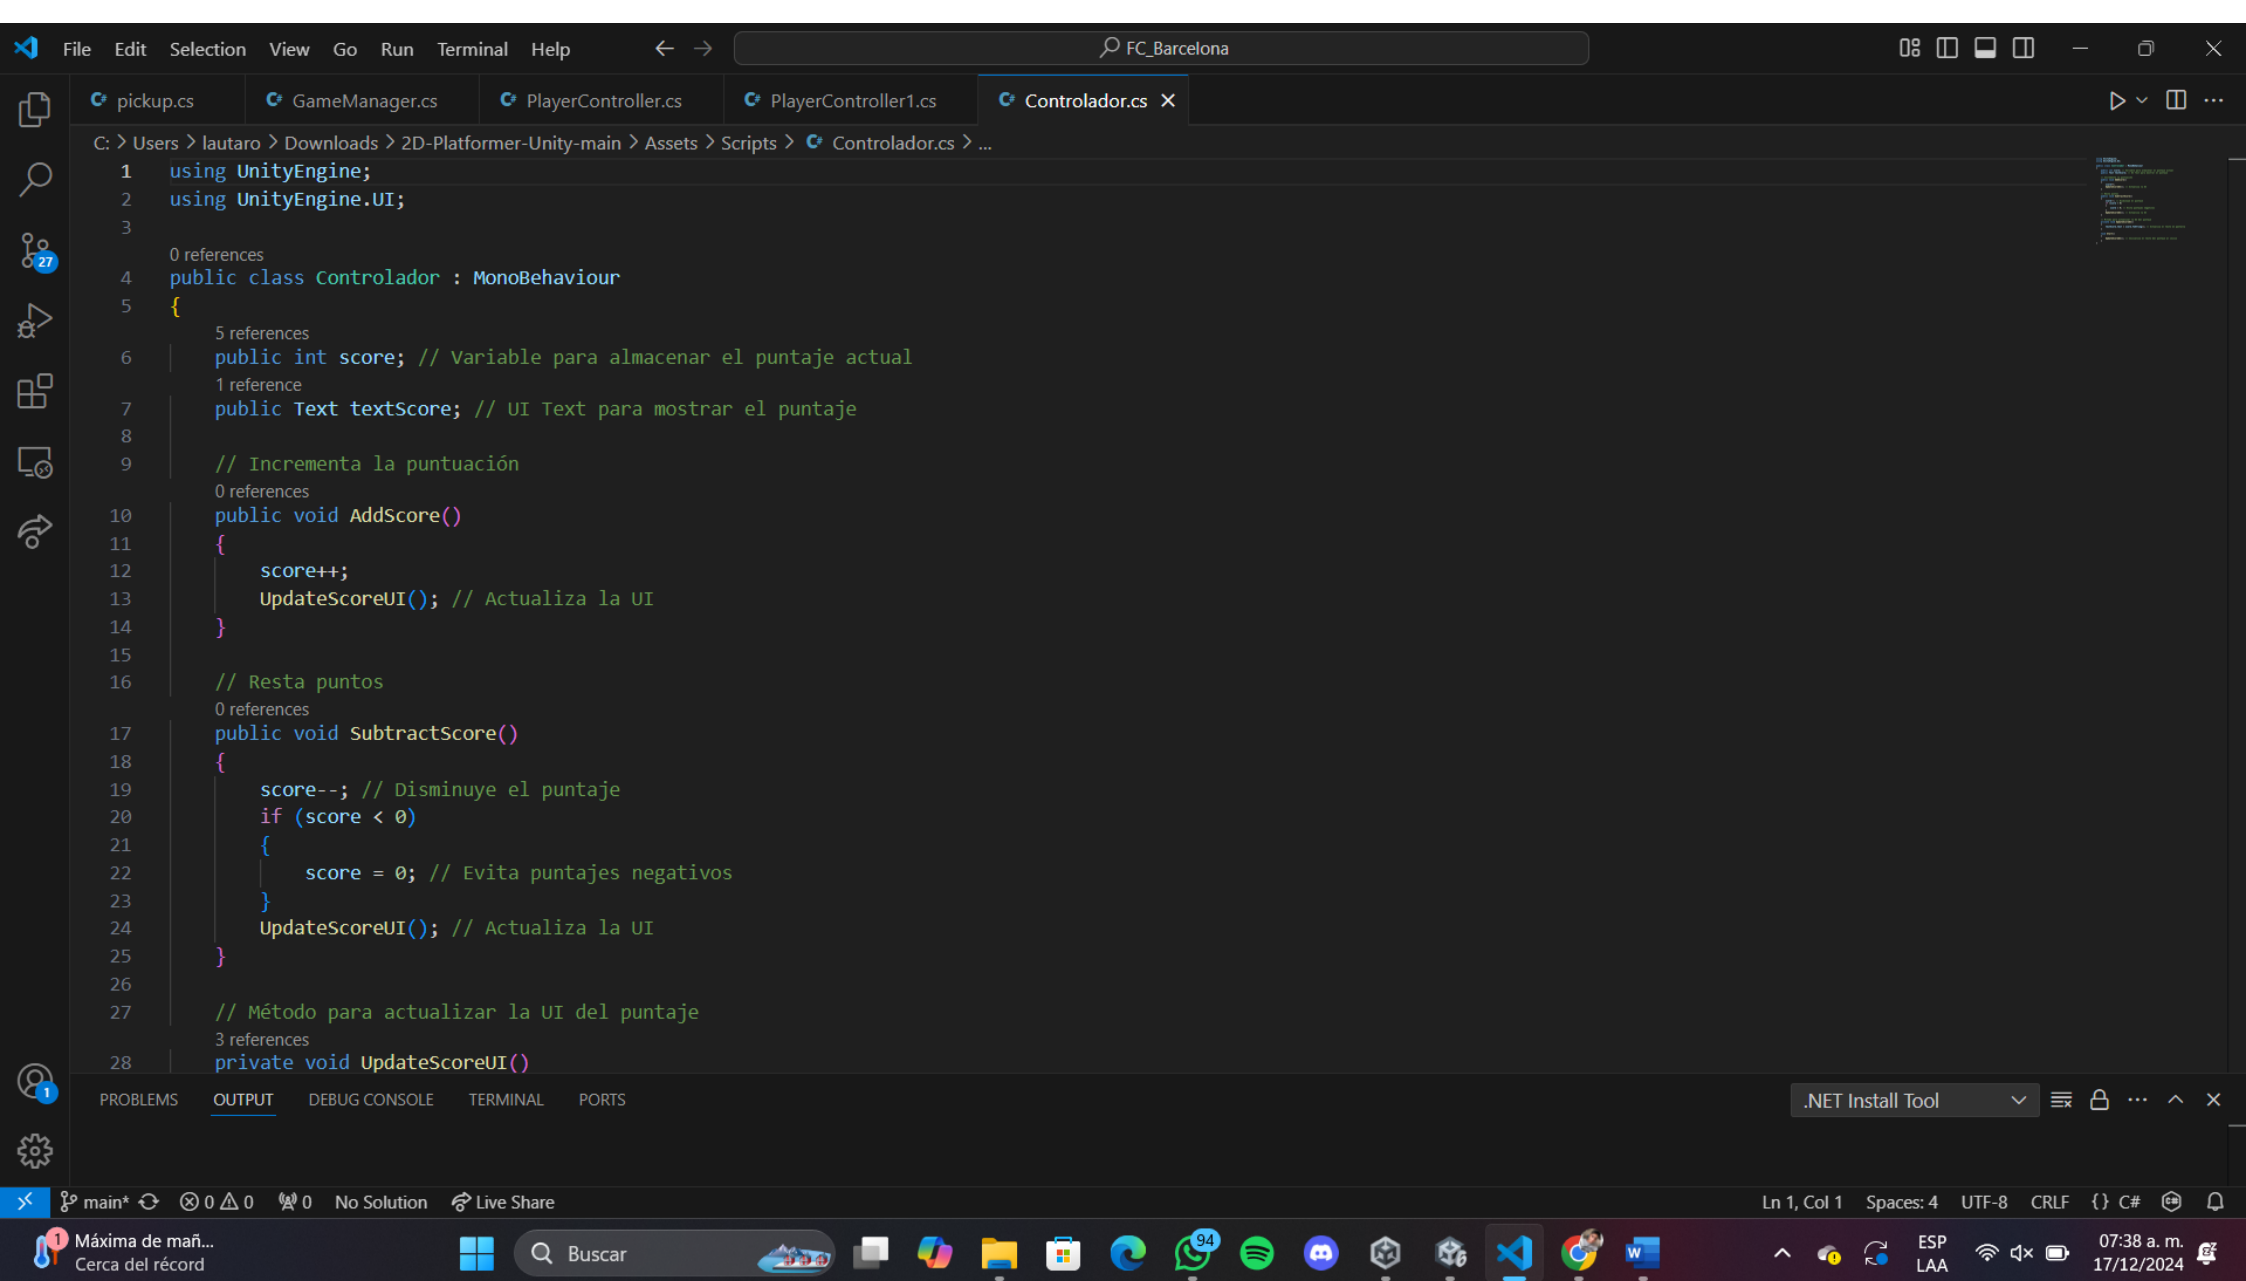 File Edit Selection View Go Run Terminal Help FC_Barcelona
pickup.cs GameManager.cs PlayerController.cs PlayerController1.cs Controlador.cs
C: > Users > lautaro > Downloads > 2D-Platformer-Unity-main > Assets > Scripts > Controlador.cs > ...
1 using UnityEngine;
2 using UnityEngine.UI;
3
0 references
4 public class Controlador : MonoBehaviour
5 {
5 references
6 public int score; // Variable para almacenar el puntaje actual
1 reference
7 public Text textScore; // UI Text para mostrar el puntaje
8
9 // Incrementa la puntuación
0 references
10 public void AddScore()
11 {
12 score++;
13 UpdateScoreUI(); // Actualiza la UI
14 }
15
16 // Resta puntos
0 references
17 public void SubtractScore()
18 {
19 score--; // Disminuye el puntaje
20 if (score < 0)
21 {
22 score = 0; // Evita puntajes negativos
23 }
24 UpdateScoreUI(); // Actualiza la UI
25 }
26
27 // Método para actualizar la UI del puntaje
3 references
28 private void UpdateScoreUI()
27
1
PROBLEMS OUTPUT DEBUG CONSOLE TERMINAL PORTS .NET Install Tool
main* 0 0 0 No Solution Live Share Ln 1, Col 1 Spaces: 4 UTF-8 CRLF {} C#
1 Máxima de mañ...
Cerca del récord
Buscar
94
ESP
LAA
07:38 a. m.
17/12/2024